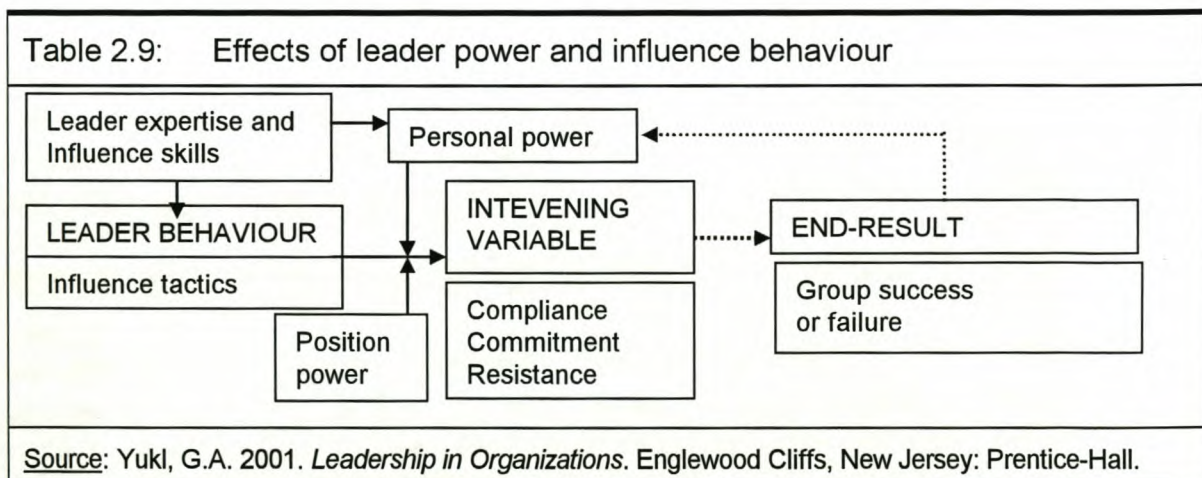 Table 2.9: Effects of leader power and influence behaviour
Leader expertise and
Influence skills
Personal power
LEADER BEHAVIOUR
Influence tactics
Position
power
INTEVENING
VARIABLE
Compliance
Commitment
Resistance
END-RESULT
Group success
or failure
Source: Yukl, G.A. 2001. Leadership in Organizations. Englewood Cliffs, New Jersey: Prentice-Hall.